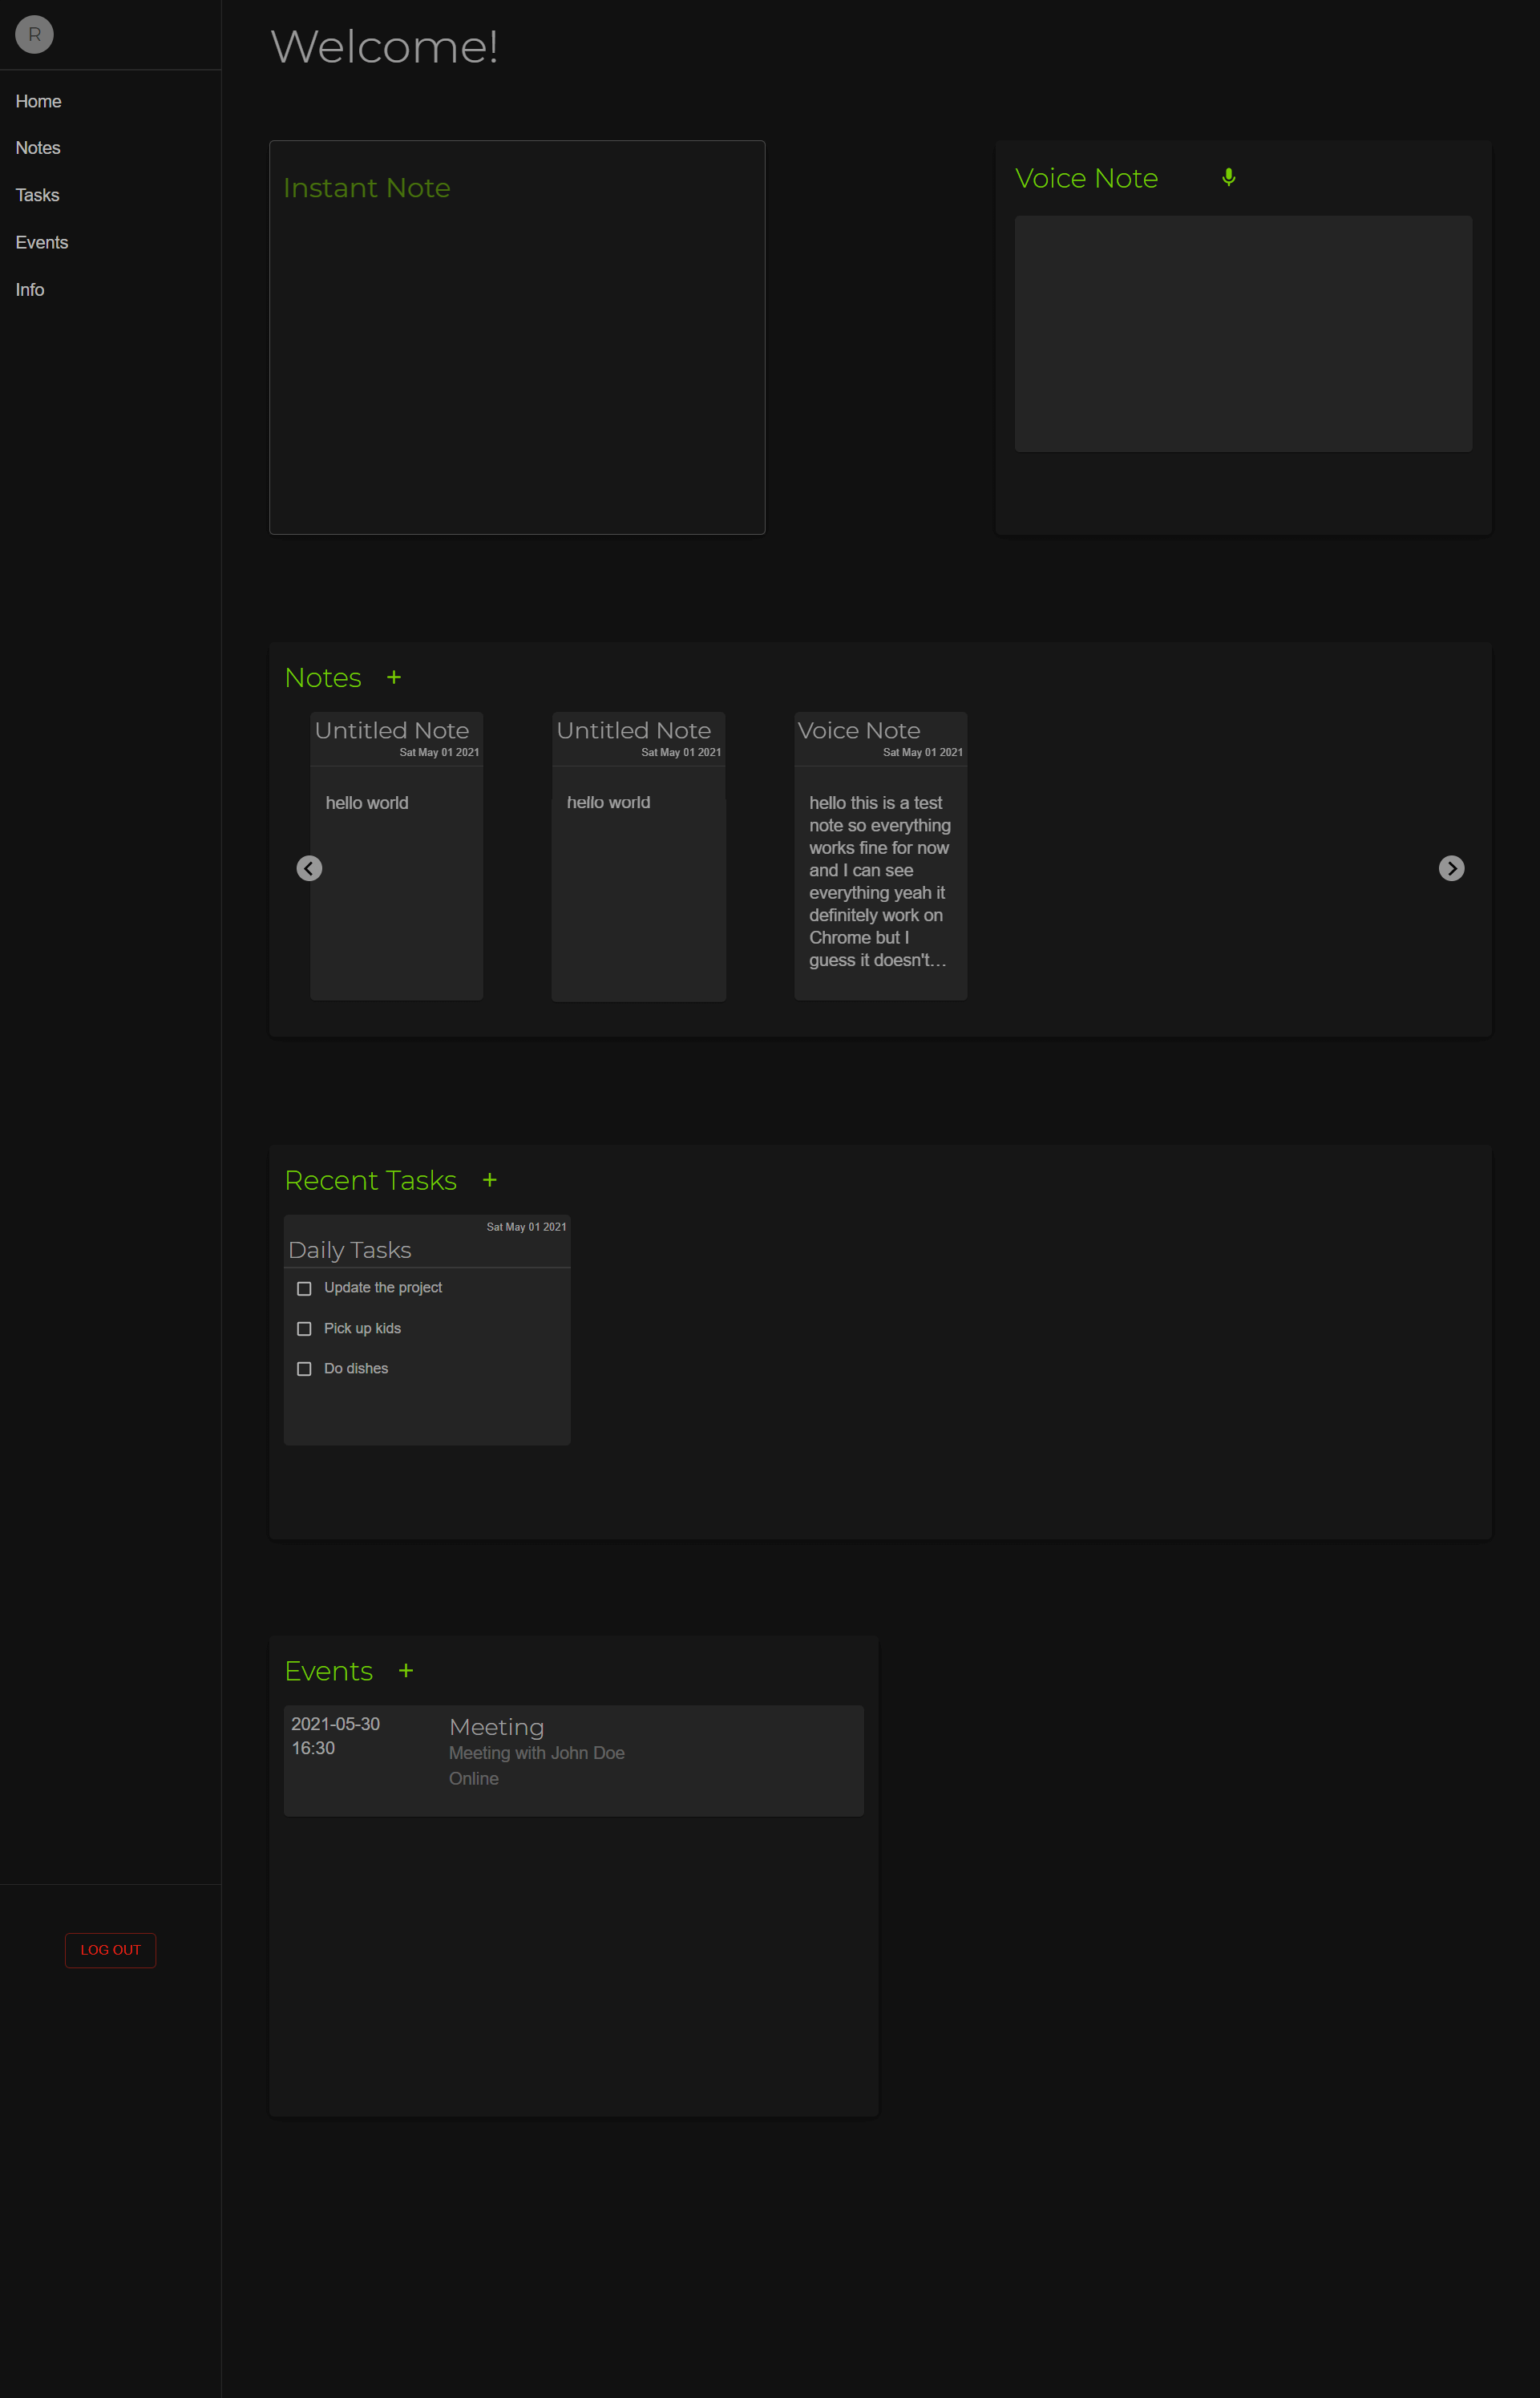 R
Home
Notes
Tasks
Events
Info
LOG OUT
Welcome!
Instant Note
Voice Note
Notes +
Untitled Note
Sat May 01 2021
hello world
Untitled Note
Sat May 01 2021
hello world
Voice Note
Sat May 01 2021
hello this is a test
note so everything
works fine for now
and I can see
everything yeah it
definitely work on
Chrome but I
guess it doesn't...
Recent Tasks +
Sat May 01 2021
Daily Tasks
Update the project
Pick up kids
Do dishes
Events +
2021-05-30
16:30
Meeting
Meeting with John Doe
Online